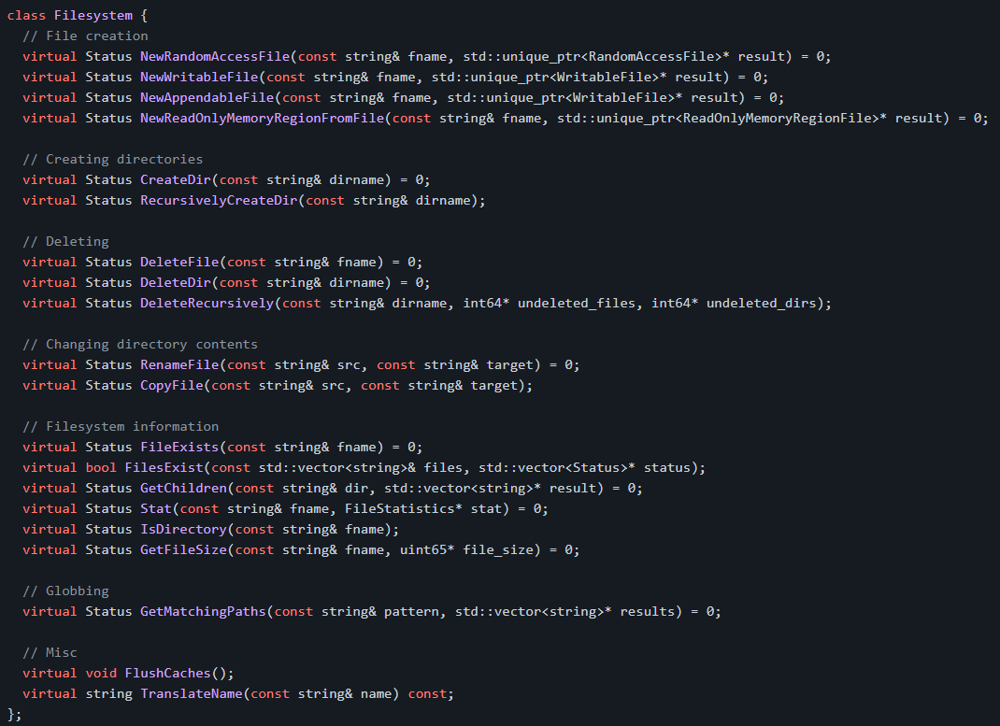 class Filesystem {
// File creation
virtual Status NewRandomAccessFile(const string& fname, std::unique_ptr<RandomAccessFile>* result) = 0;
virtual Status NewWritableFile(const string& fname, std::unique_ptr<WritableFile>* result) = 0;
virtual Status NewAppendableFile(const string& fname, std::unique_ptr<WritableFile>* result) = 0;
virtual Status NewReadOnlyMemoryRegionFromFile(const string& fname, std::unique_ptr<ReadOnlyMemoryRegionFile>* result) = 0;
// Creating directories
virtual Status CreateDir(const string& dirname) = 0;
virtual Status RecursivelyCreateDir(const string& dirname);
// Deleting
virtual Status DeleteFile(const string& fname) = 0;
virtual Status DeleteDir(const string& dirname) = 0;
virtual Status DeleteRecursively(const string& dirname, int64* undeleted_files, int64* undeleted_dirs);
// Changing directory contents
virtual Status RenameFile(const string& src, const string& target) = 0;
virtual Status CopyFile(const string& src, const string& target);
// Filesystem information
virtual Status FileExists(const string& fname) = 0;
virtual bool FilesExist(const std::vector<string>& files, std::vector<Status>* status);
virtual Status GetChildren(const string& dir, std::vector<string>* result) = 0;
virtual Status Stat(const string& fname, FileStatistics* stat) = 0;
virtual Status IsDirectory(const string& fname);
virtual Status GetFileSize(const string& fname, uint65* file_size) = 0;
// Globbing
virtual Status GetMatchingPaths(const string& pattern, std::vector<string>* results) = 0;
// Misc
virtual void FlushCaches();
virtual string TranslateName(const string& name) const;
};